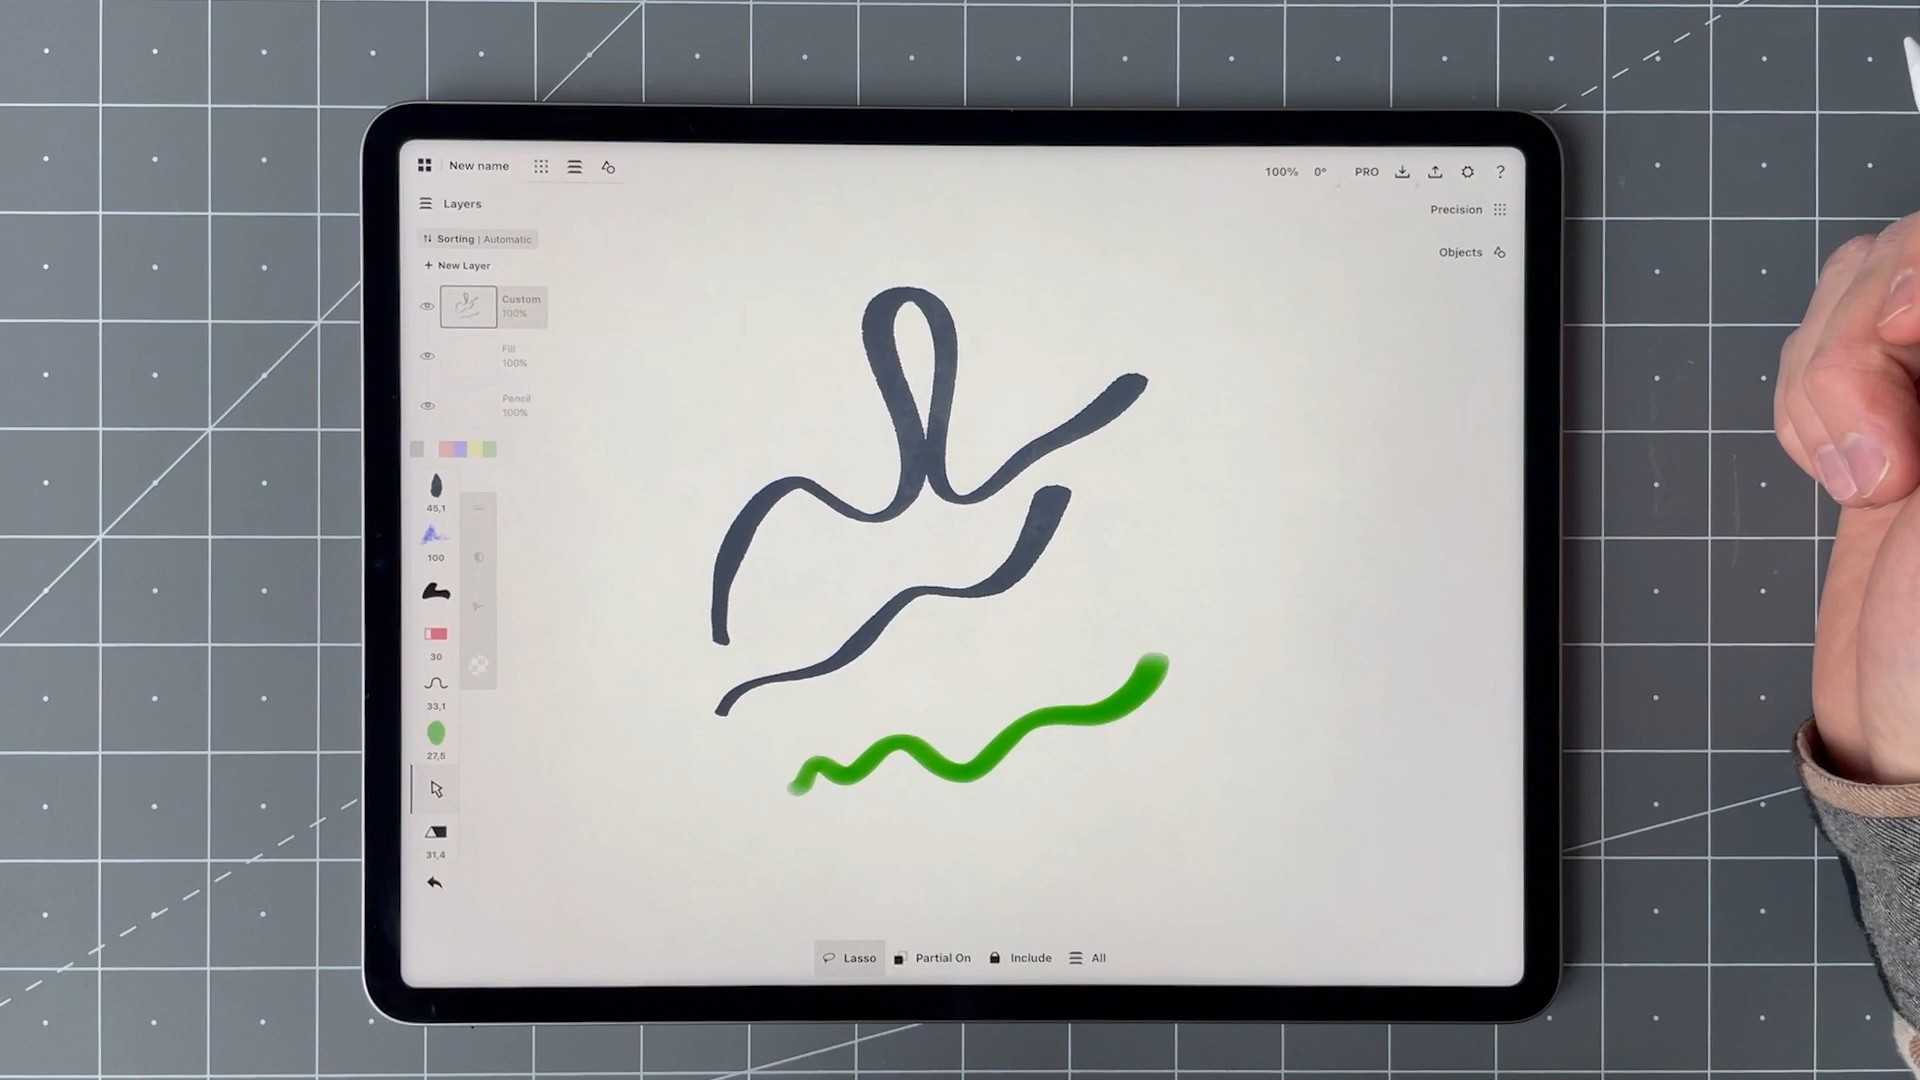 New name
100% 0° PRO ?
Layers
Precision
Sorting | Automatic
Objects
+ New Layer
Custom
100%
Fill
100%
Pencil
100%
45,1
100
30
33,1
27,5
31,4
Lasso Partial On Include All